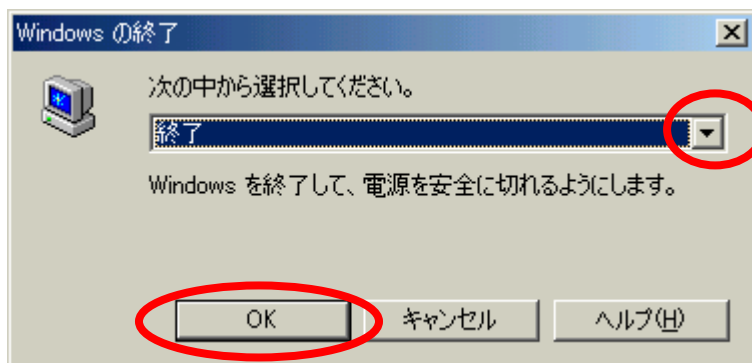 Windows の終了
次の中から選択してください。
終了
Windows を終了して、電源を安全に切れるようにします。
OK キャンセル ヘルプ(H)